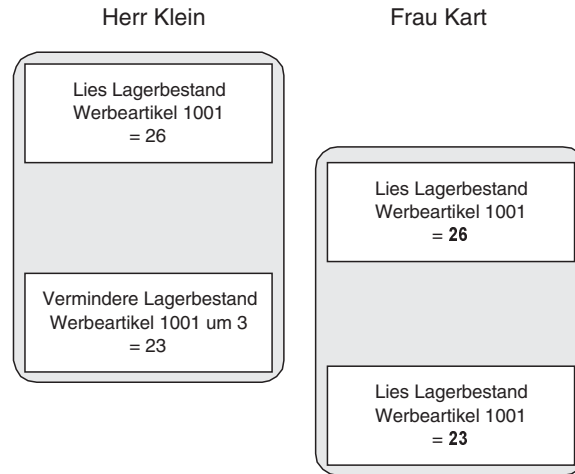 Herr Klein
Frau Kart
Lies Lagerbestand
Werbeartikel 1001
= 26
Lies Lagerbestand
Werbeartikel 1001
= 26
Vermindere Lagerbestand
Werbeartikel 1001 um 3
= 23
Lies Lagerbestand
Werbeartikel 1001
= 23